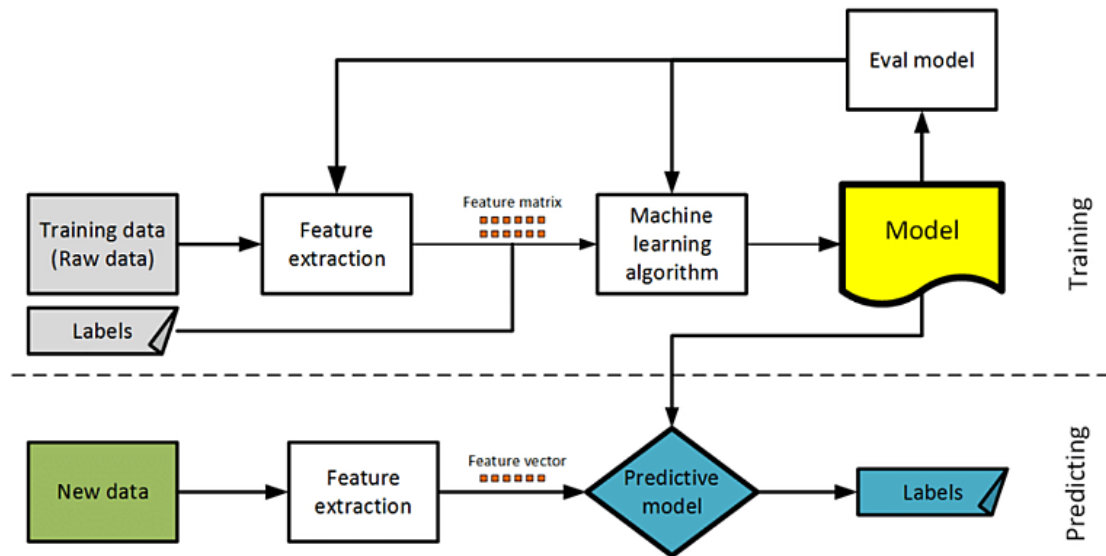 Eval model
Training data
(Raw data)
Feature
extraction
Feature matrix
Machine
learning
algorithm
Model
Training
Labels
New data
Feature
extraction
Feature vector
Predictive
model
Labels
Predicting